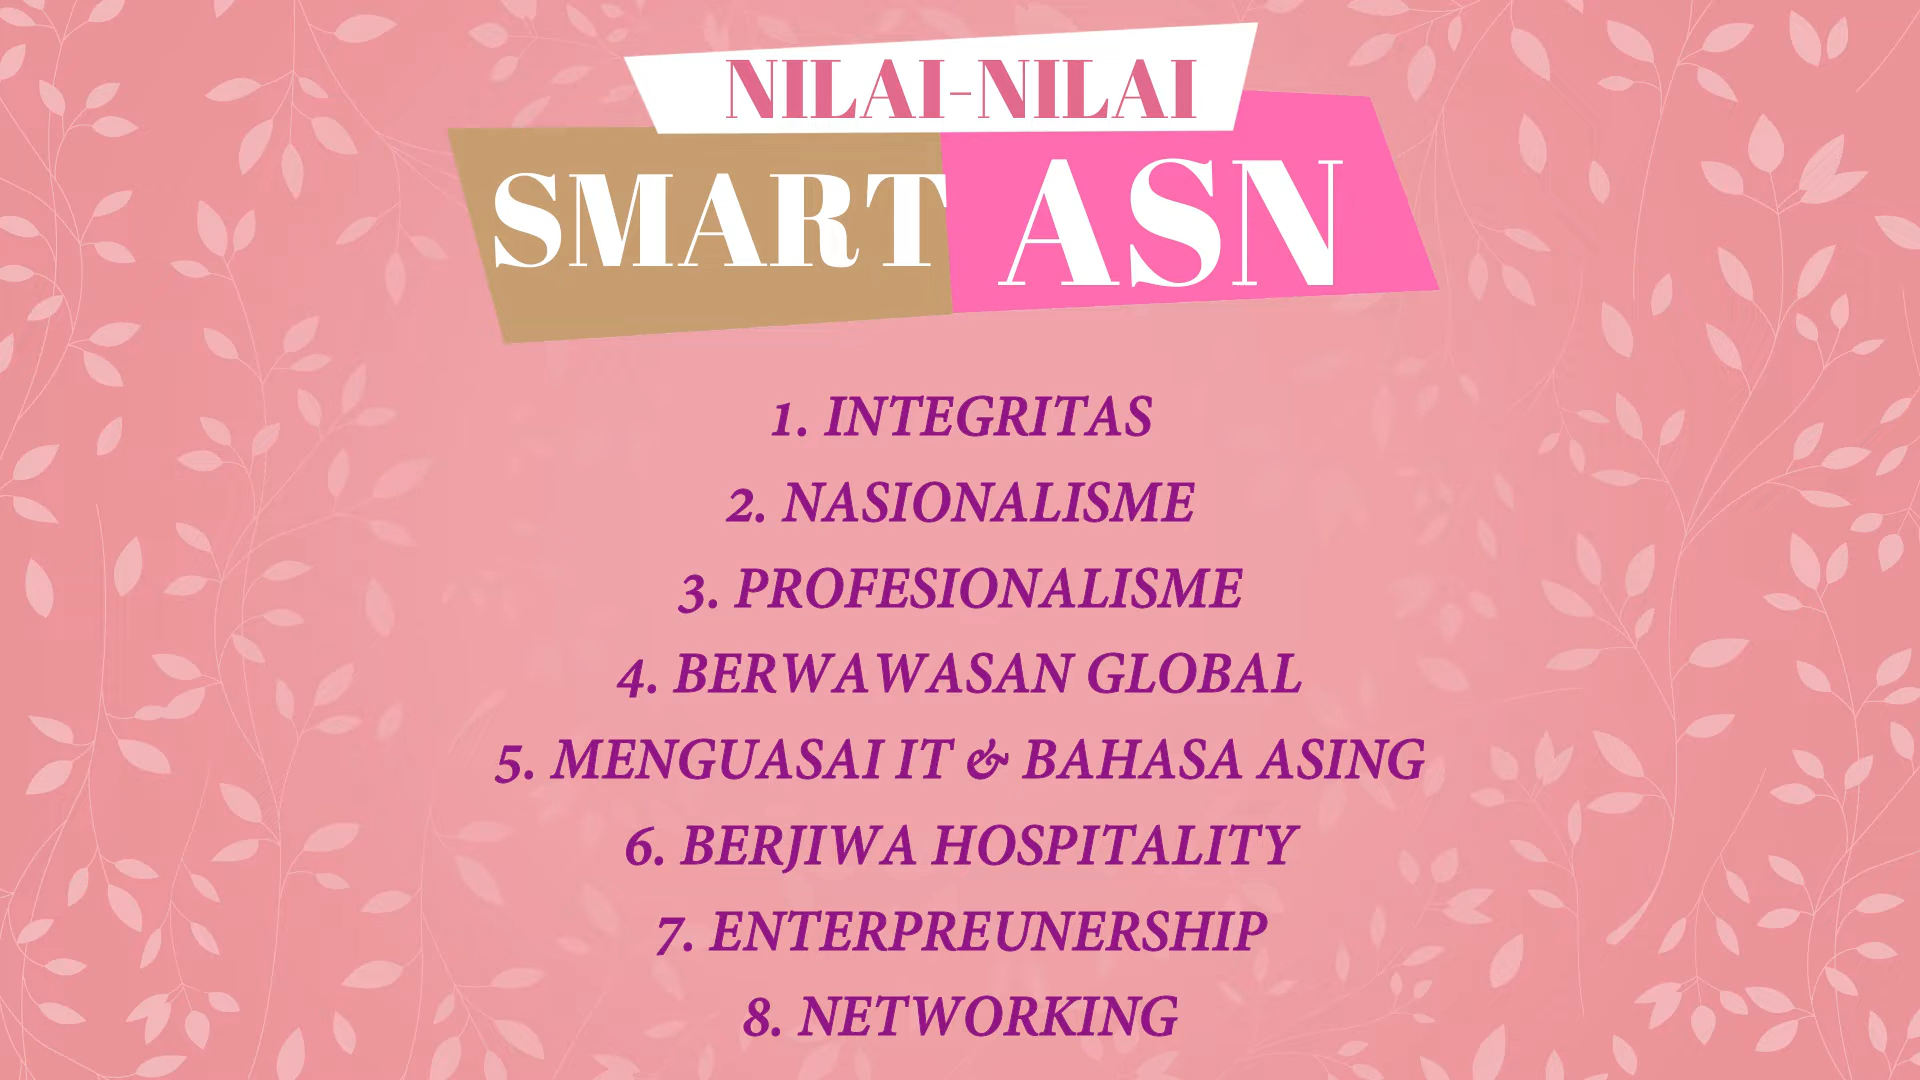 NILAI-NILAI
SMART ASN
1. INTEGRITAS
2. NASIONALISME
3. PROFESIONALISME
4. BERWAWASAN GLOBAL
5. MENGUASAI IT & BAHASA ASING
6. BERJIWA HOSPITALITY
7. ENTERPREUNERSHIP
8. NETWORKING